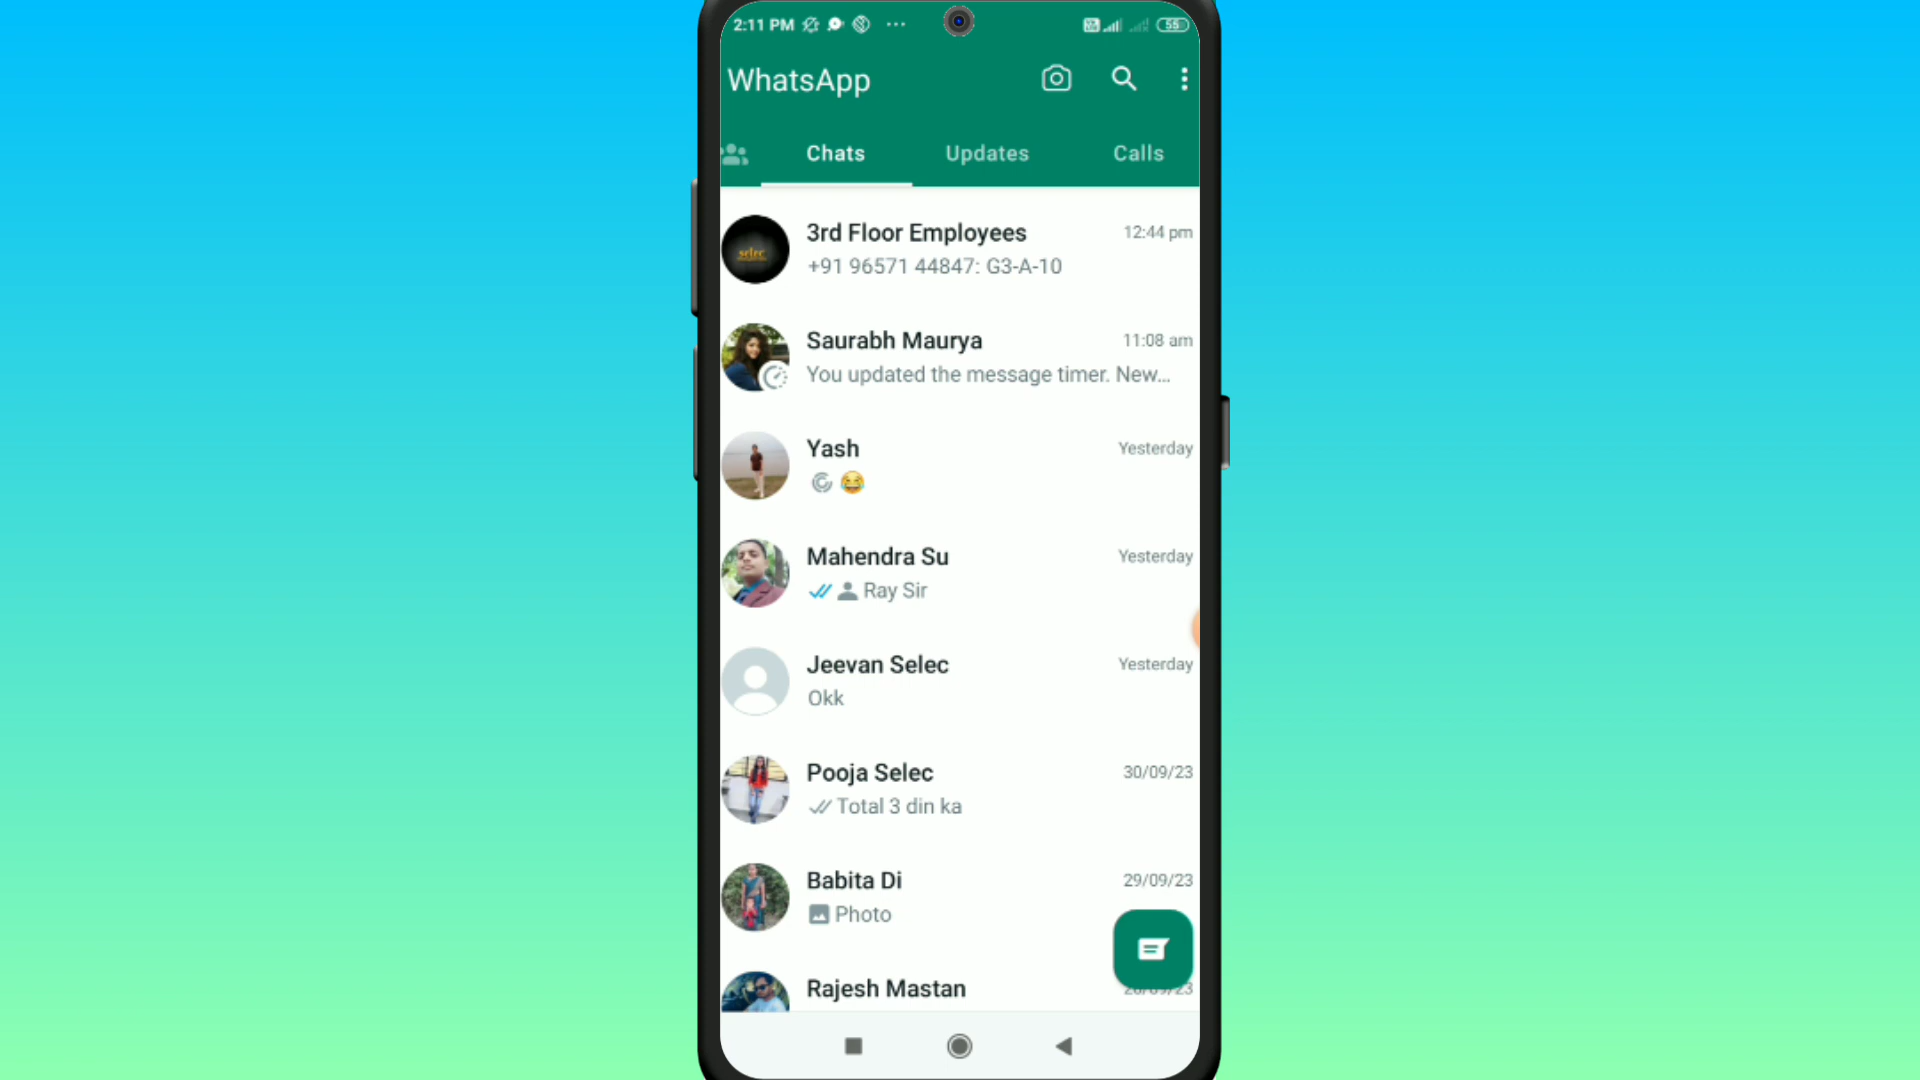 2:11 PM
55
WhatsApp
Chats
Updates
Calls
3rd Floor Employees
12:44 pm
+91 96571 44847: G3-A-10
selec
Saurabh Maurya
11:08 am
You updated the message timer. New...
Yash
Yesterday
😂
Mahendra Su
Yesterday
Ray Sir
Jeevan Selec
Yesterday
Okk
Pooja Selec
30/09/23
Total 3 din ka
Babita Di
29/09/23
Photo
Rajesh Mastan